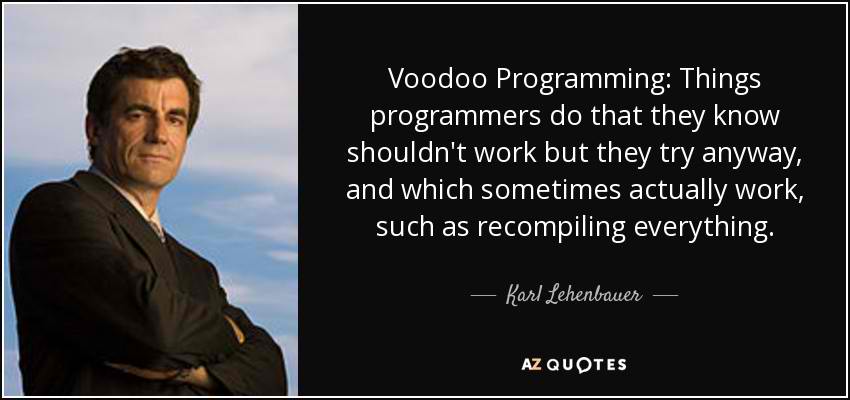 Voodoo Programming: Things
programmers do that they know
shouldn't work but they try anyway,
and which sometimes actually work,
such as recompiling everything.
Karl Lehenbauer
AZ QUOTES